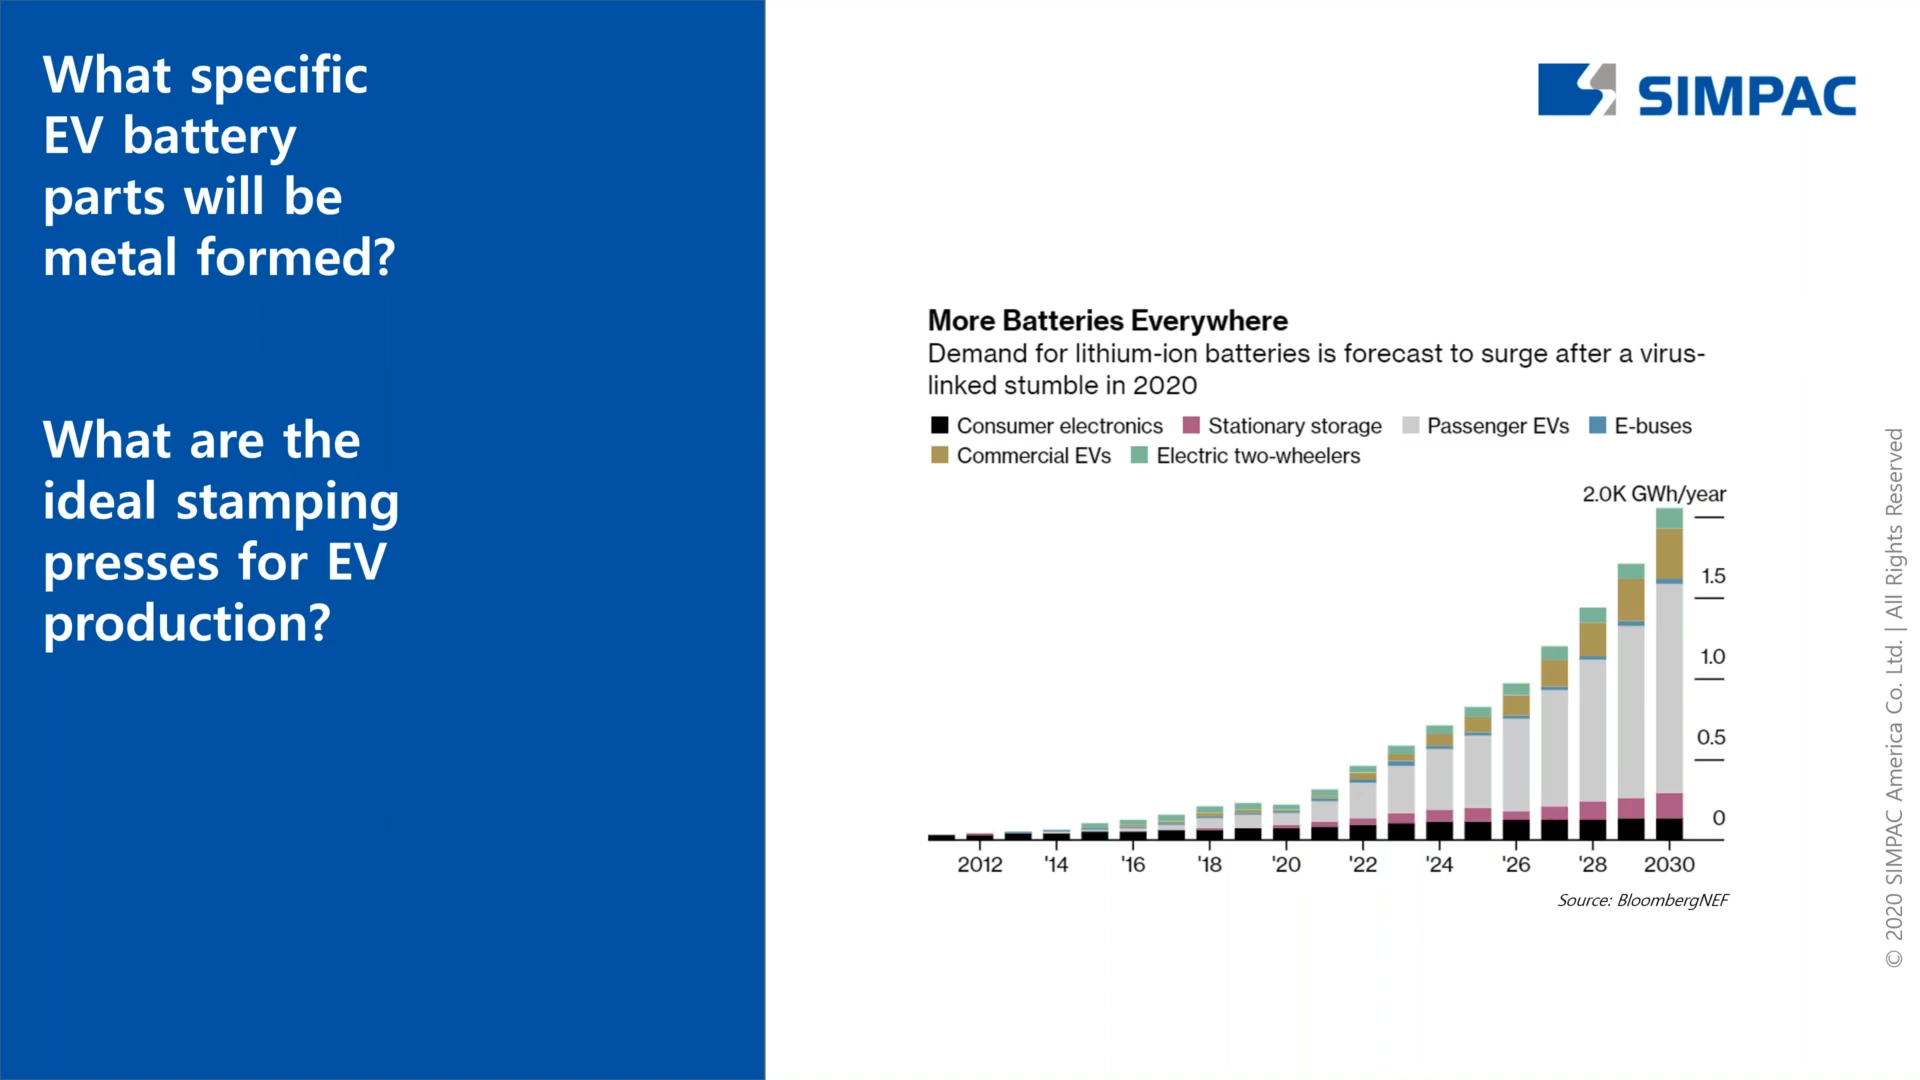 What specific
EV battery
parts will be
metal formed?
What are the
ideal stamping
presses for EV
production?
SIMPAC
More Batteries Everywhere
Demand for lithium-ion batteries is forecast to surge after a virus-
linked stumble in 2020
Consumer electronics Stationary storage Passenger EVs E-buses
Commercial EVs Electric two-wheelers
2.0K GWh/year
1.5
1.0
0.5
0
2012 '14 '16 '18 '20 '22 '24 '26 '28 2030
Source: BloombergNEF
© 2020 SIMPAC America Co. Ltd. | All Rights Reserved